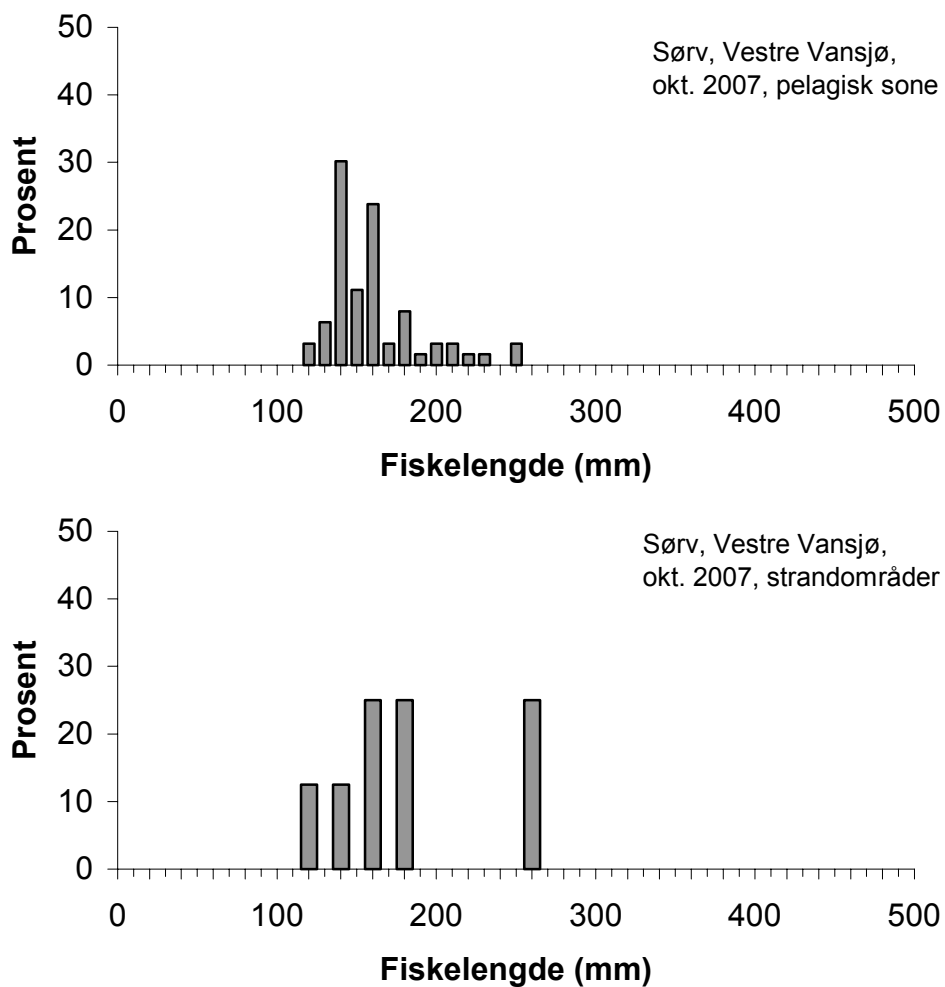 50
40
30
20
10
0
Prosent
Sørv, Vestre Vansjø,
okt. 2007, pelagisk sone
0 100 200 300 400 500
Fiskelengde (mm)
50
40
30
20
10
0
Prosent
Sørv, Vestre Vansjø,
okt. 2007, strandområder
0 100 200 300 400 500
Fiskelengde (mm)